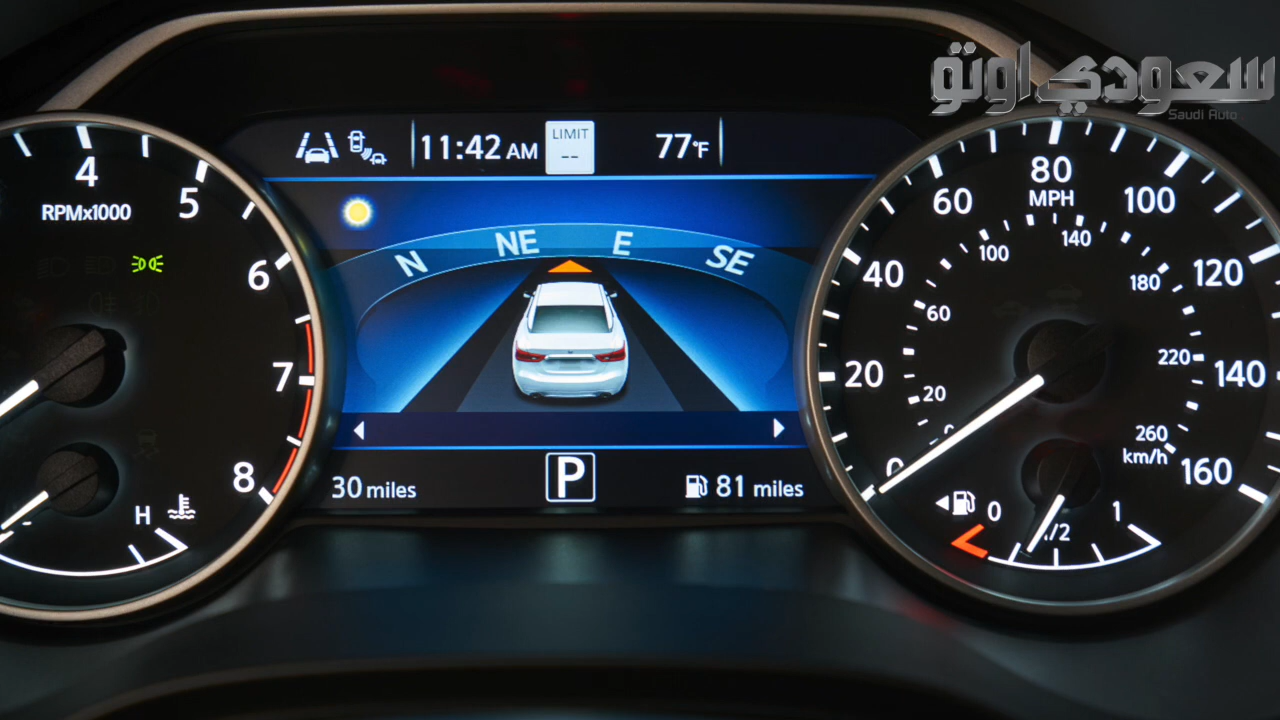 سعودي اوتو
Saudi Auto
11:42 AM
LIMIT
--
77°F
N NE E SE
30 miles
P
81 miles
4
5
6
7
8
RPMx1000
H
0
20
40
60
80
100
120
140
160
MPH
20
60
100
140
180
220
260
km/h
0
1/2
1